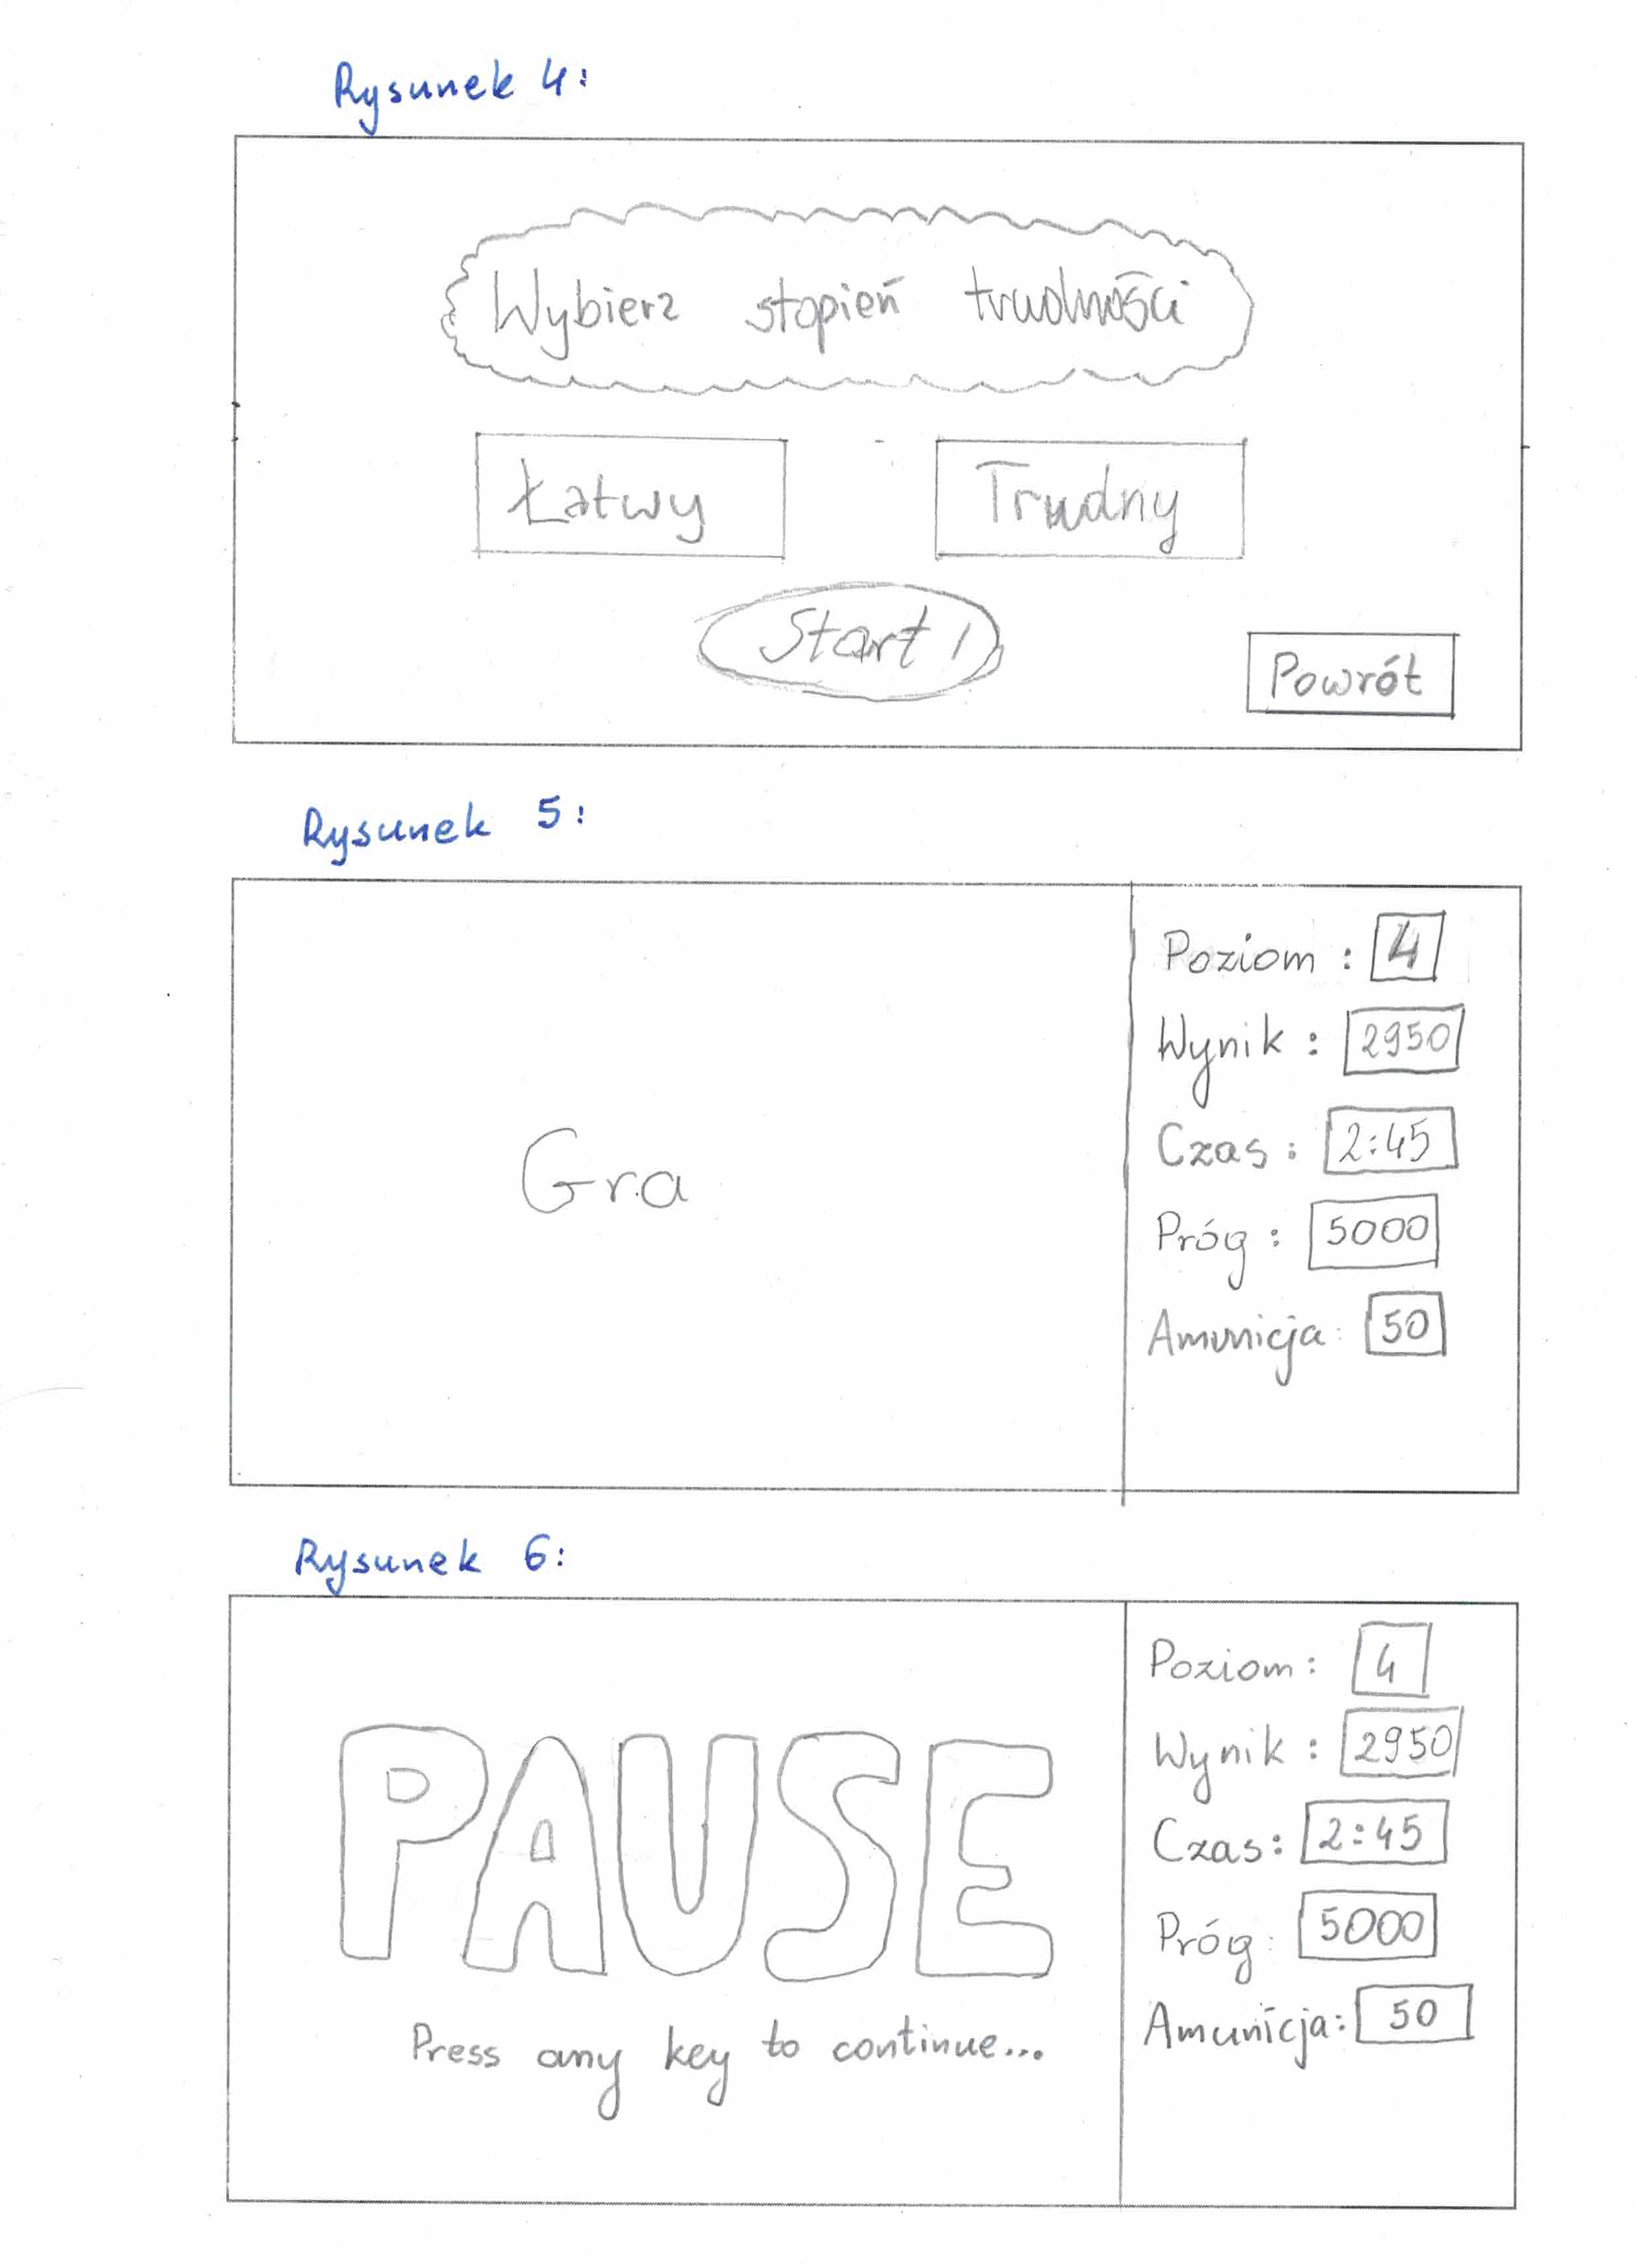 Rysunek 4:
Wybierz stopień trudności
Łatwy Trudny
Start!
Powrót
Rysunek 5:
Gra
Poziom : 4
Wynik : 2950
Czas : 2:45
Próg : 5000
Amunicja: 50
Rysunek 6:
PAUSE
Press any key to continue...
Poziom: 4
Wynik : 2950
Czas: 2:45
Próg: 5000
Amunicja: 50